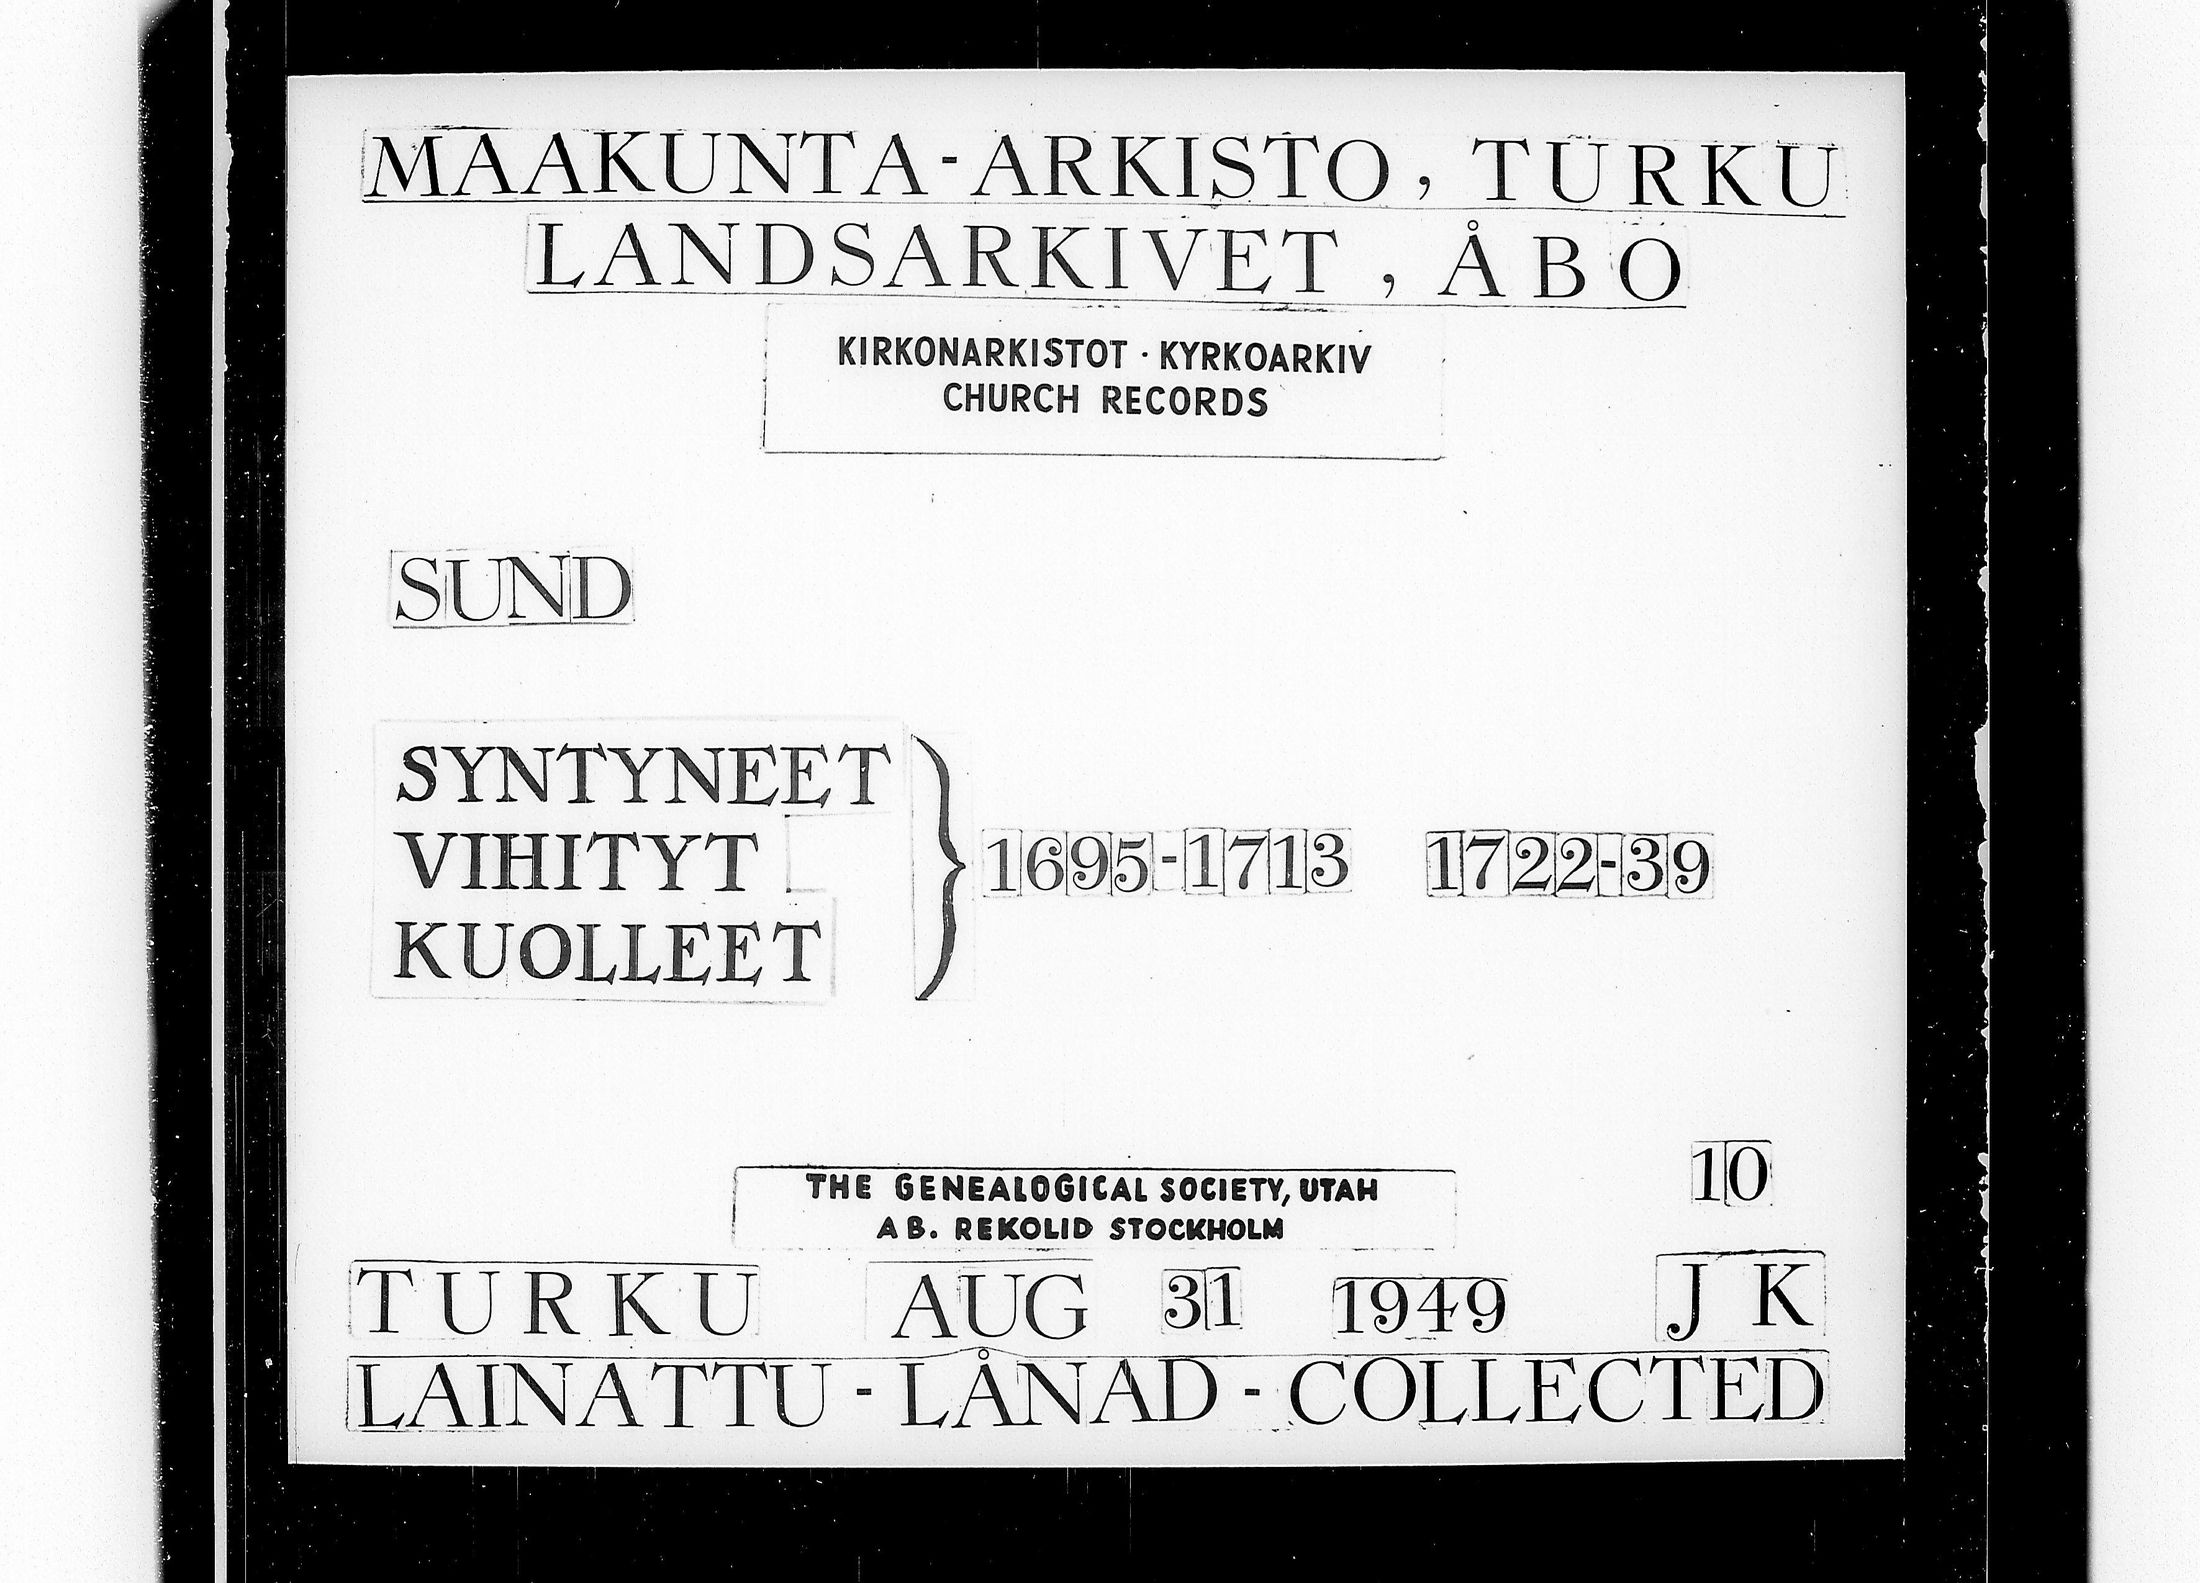 MAAKUNTA-ARKISTO, TURKU
LANDSARKIVET, ÅBO
KIRKONARKISTOT · KYRKOARKIV
CHURCH RECORDS
SUND
SYNTYNEET
VIHITYT } 1695-1713 1722-39
KUOLLEET
10
THE GENEALOGICAL SOCIETY, UTAH
AB. REKOLID STOCKHOLM
TURKU AUG 31 1949 JK
LAINATTU - LÅNAD - COLLECTED